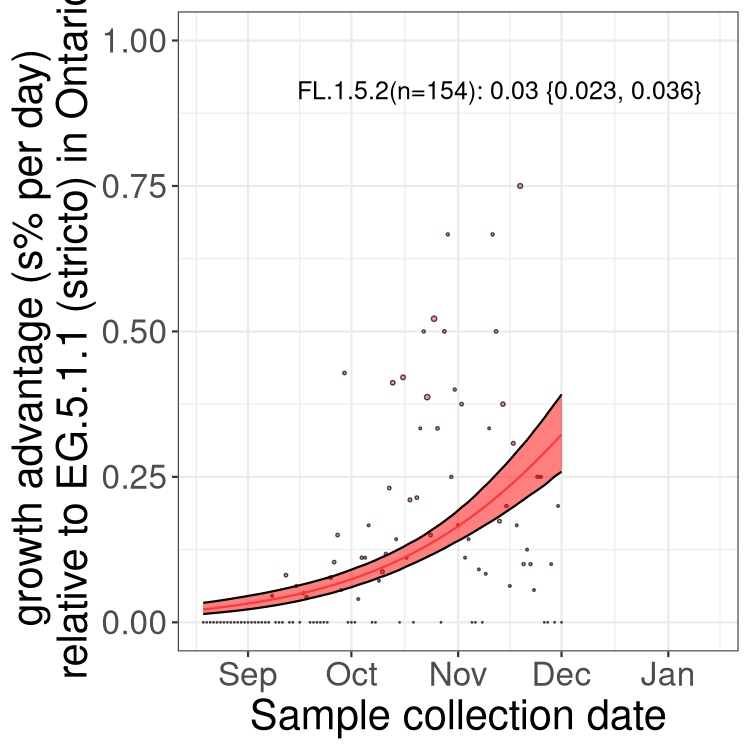 growth advantage (s% per day)
relative to EG.5.1.1 (stricto) in Ontario
1.00
0.75
0.50
0.25
0.00
FL.1.5.2(n=154): 0.03 {0.023, 0.036}
Sep Oct Nov Dec Jan
Sample collection date